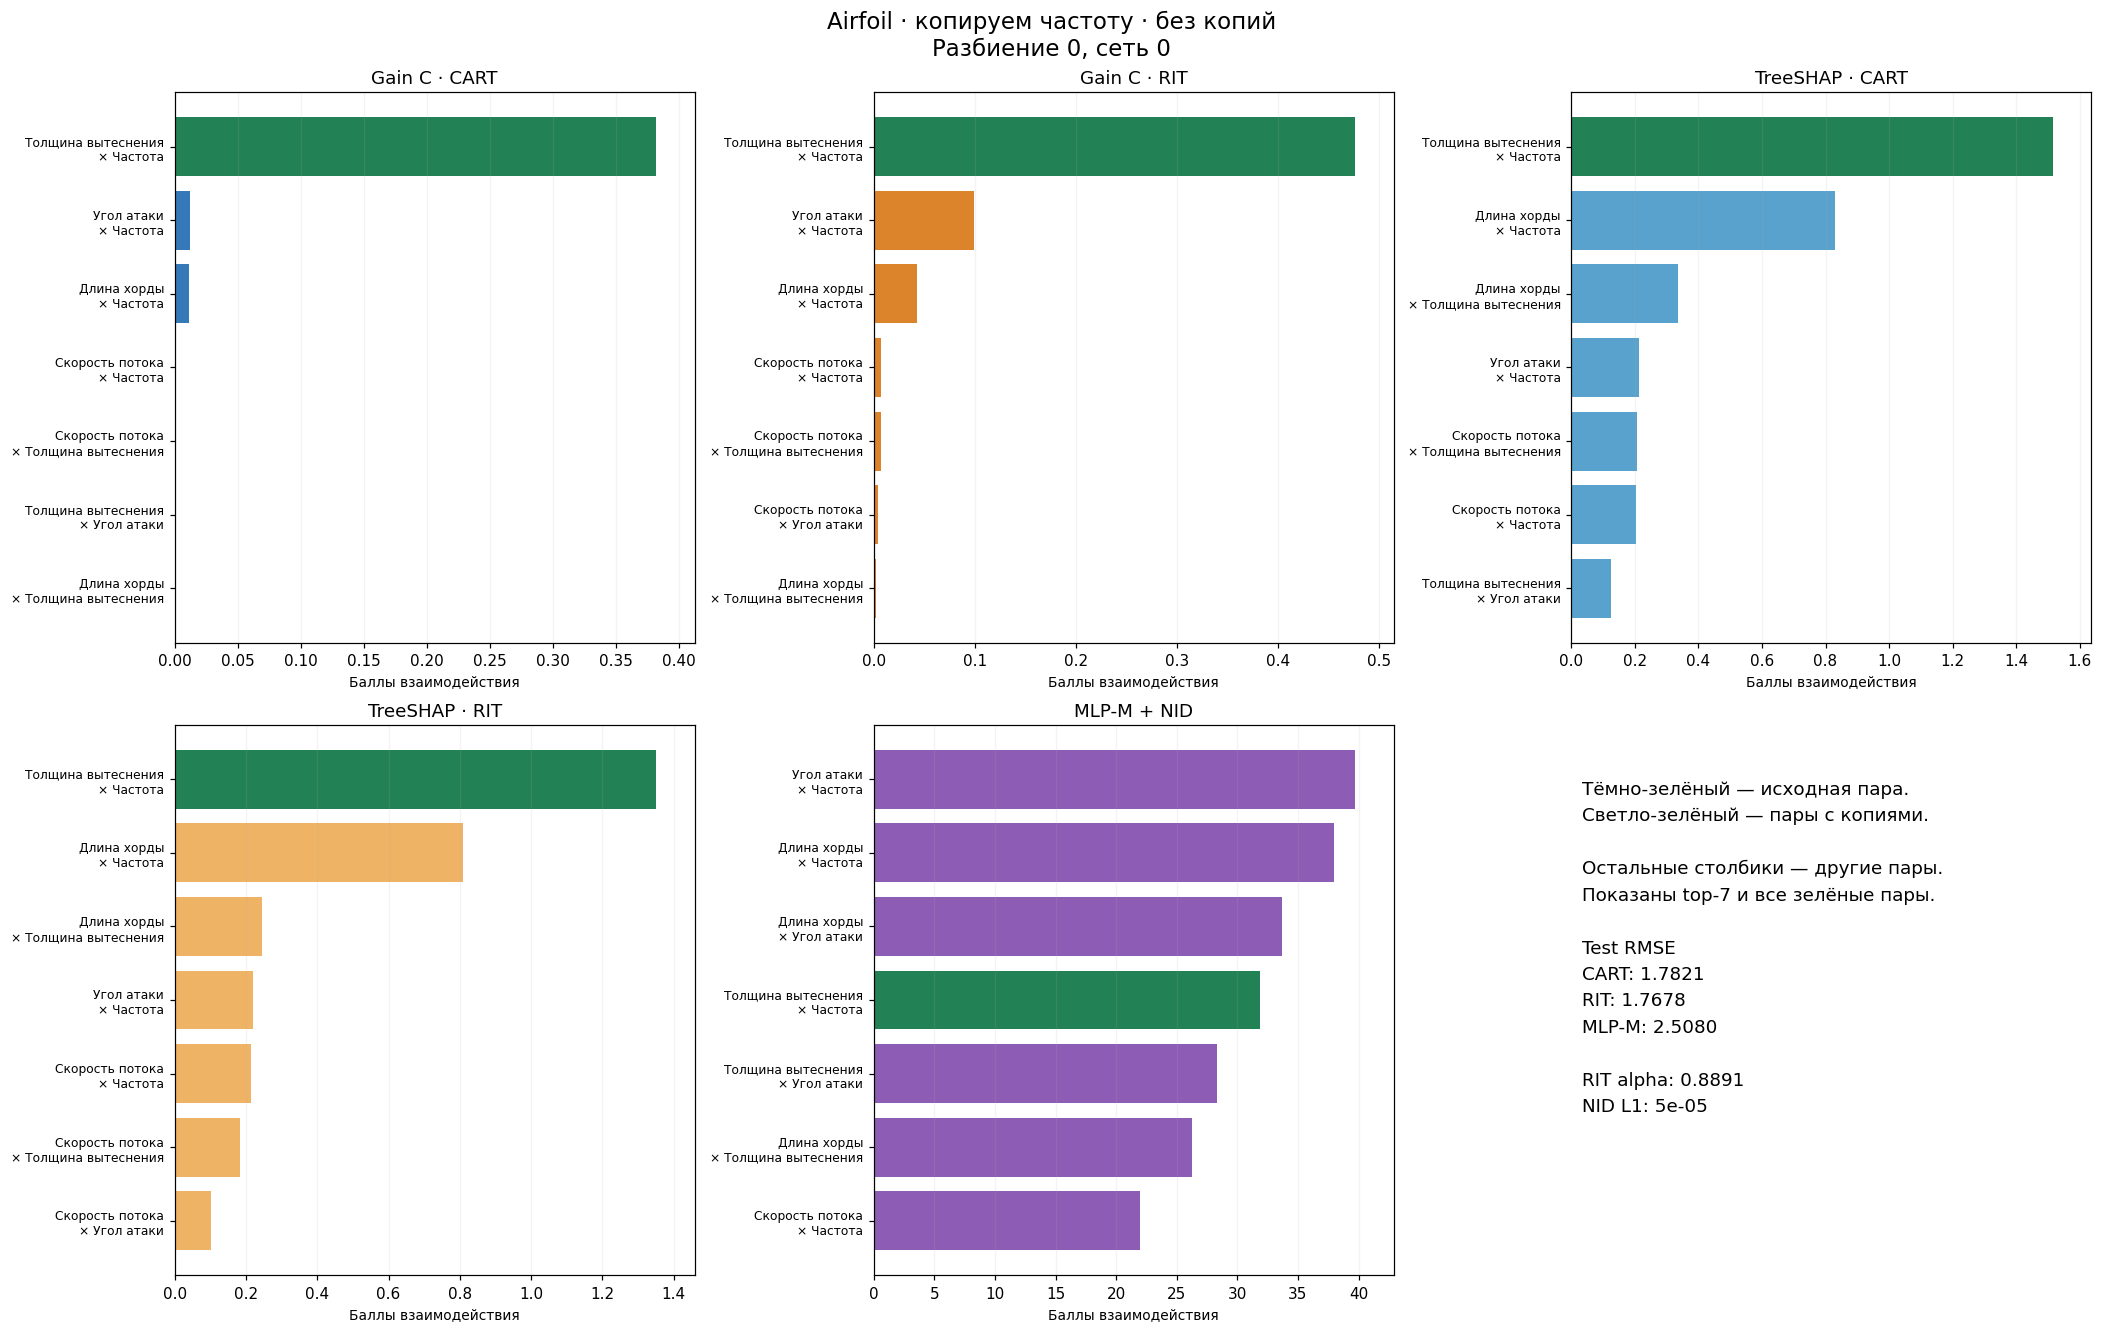 Airfoil · копируем частоту · без копий
Разбиение 0, сеть 0
Gain C · CART
Толщина вытеснения
× Частота
Угол атаки
× Частота
Длина хорды
× Частота
Скорость потока
× Частота
Скорость потока
× Толщина вытеснения
Толщина вытеснения
× Угол атаки
Длина хорды
× Толщина вытеснения
0.00 0.05 0.10 0.15 0.20 0.25 0.30 0.35 0.40
Баллы взаимодействия
Gain C · RIT
Толщина вытеснения
× Частота
Угол атаки
× Частота
Длина хорды
× Частота
Скорость потока
× Частота
Скорость потока
× Толщина вытеснения
Скорость потока
× Угол атаки
Длина хорды
× Толщина вытеснения
0.0 0.1 0.2 0.3 0.4 0.5
Баллы взаимодействия
TreeSHAP · CART
Толщина вытеснения
× Частота
Длина хорды
× Частота
Длина хорды
× Толщина вытеснения
Угол атаки
× Частота
Скорость потока
× Толщина вытеснения
Скорость потока
× Частота
Толщина вытеснения
× Угол атаки
0.0 0.2 0.4 0.6 0.8 1.0 1.2 1.4 1.6
Баллы взаимодействия
TreeSHAP · RIT
Толщина вытеснения
× Частота
Длина хорды
× Частота
Длина хорды
× Толщина вытеснения
Угол атаки
× Частота
Скорость потока
× Частота
Скорость потока
× Толщина вытеснения
Скорость потока
× Угол атаки
0.0 0.2 0.4 0.6 0.8 1.0 1.2 1.4
Баллы взаимодействия
MLP-M + NID
Угол атаки
× Частота
Длина хорды
× Частота
Длина хорды
× Угол атаки
Толщина вытеснения
× Частота
Толщина вытеснения
× Угол атаки
Длина хорды
× Толщина вытеснения
Скорость потока
× Частота
0 5 10 15 20 25 30 35 40
Баллы взаимодействия
Тёмно-зелёный — исходная пара.
Светло-зелёный — пары с копиями.
Остальные столбики — другие пары.
Показаны top-7 и все зелёные пары.
Test RMSE
CART: 1.7821
RIT: 1.7678
MLP-M: 2.5080
RIT alpha: 0.8891
NID L1: 5e-05